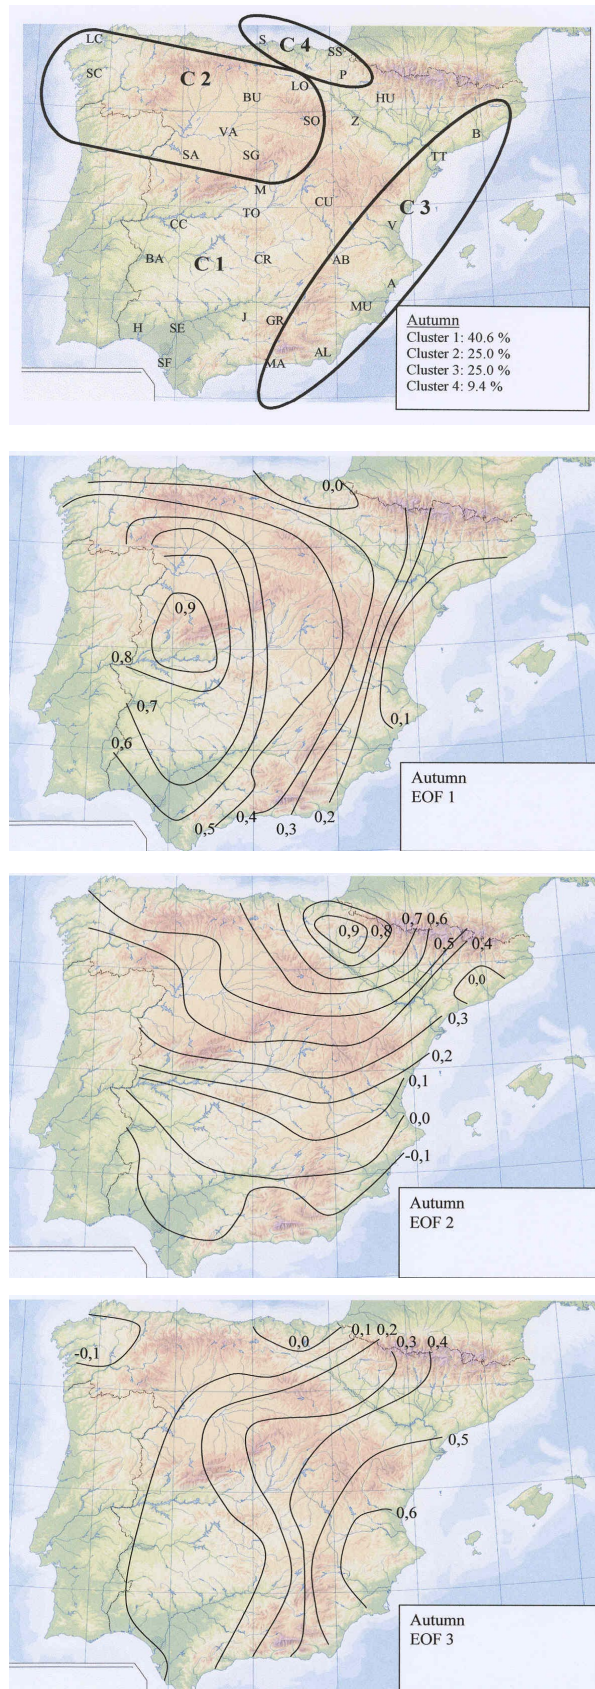 LC
S
C 4
SS
SC
C 2
P
LO
BU
HU
SO
Z
VA
B
SA
SG
TT
M
CU
TO
C 3
CC
V
BA
C 1
CR
AB
A
MU
J
GR
H
SE
SF
MA
AL
Autumn
Cluster 1: 40.6 %
Cluster 2: 25.0 %
Cluster 3: 25.0 %
Cluster 4: 9.4 %
0,0
0,9
0,8
0,7
0,1
0,6
0,5
0,4
0,3
0,2
Autumn
EOF 1
0,7
0,6
0,9
0,8
0,5
0,4
0,0
0,3
0,2
0,1
0,0
-0,1
Autumn
EOF 2
-0,1
0,0
0,1
0,2
0,3
0,4
0,5
0,6
Autumn
EOF 3